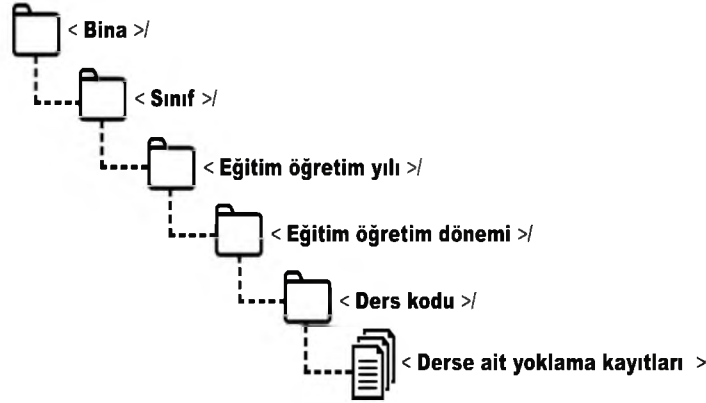 < Bina >/
< Sınıf >/
< Eğitim öğretim yılı >/
< Eğitim öğretim dönemi >/
< Ders kodu >/
< Derse ait yoklama kayıtları >